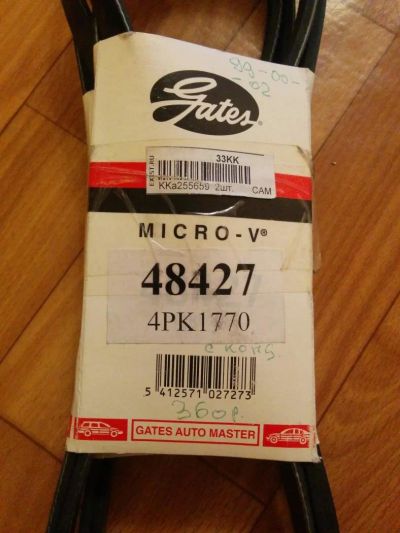 99-00-
-02
Gates®
EXIST.RU
33KK
KKa255659 2шт. CAM
MICRO-V®
48427
4PK1770
с конд.
5 412571 027273
360р.
GATES AUTO MASTER